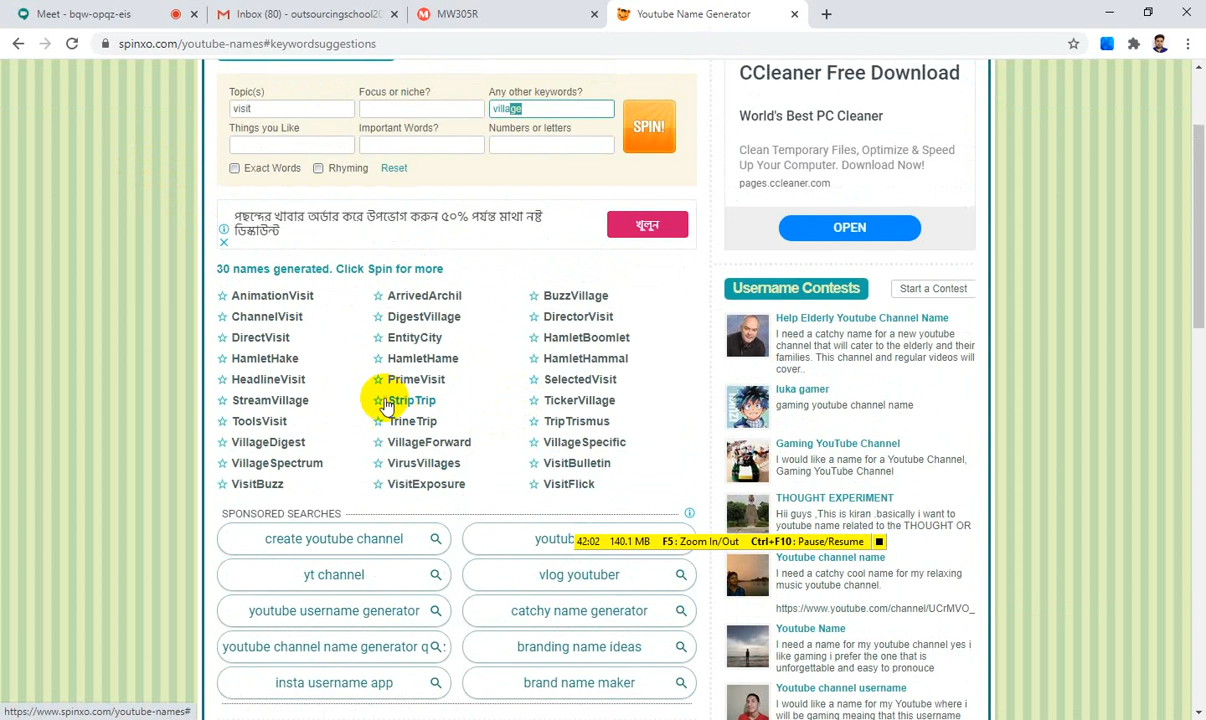 Meet - bqw-opqz-eis
Inbox (80) - outsourcingschool20
MW305R
Youtube Name Generator
spinxo.com/youtube-names#keywordsuggestions
Topic(s) Focus or niche? Any other keywords?
visit village
SPIN!
Things you Like Important Words? Numbers or letters
Exact Words Rhyming Reset
পছন্দের খাবার অর্ডার করে উপভোগ করুন ৫০% পর্যন্ত মাথা নষ্ট
ডিস্কাউন্ট
খুলুন
30 names generated. Click Spin for more
AnimationVisit ArrivedArchil BuzzVillage
ChannelVisit DigestVillage DirectorVisit
DirectVisit EntityCity HamletBoomlet
HamletHake HamletHame HamletHammal
HeadlineVisit PrimeVisit SelectedVisit
StreamVillage StripTrip TickerVillage
ToolsVisit TrineTrip TripTrismus
VillageDigest VillageForward VillageSpecific
VillageSpectrum VirusVillages VisitBulletin
VisitBuzz VisitExposure VisitFlick
SPONSORED SEARCHES
create youtube channel
youtub
yt channel
vlog youtuber
youtube username generator
catchy name generator
youtube channel name generator q
branding name ideas
insta username app
brand name maker
42:02 140.1 MB F5: Zoom In/Out Ctrl+F10: Pause/Resume
CCleaner Free Download
World's Best PC Cleaner
Clean Temporary Files, Optimize & Speed
Up Your Computer. Download Now!
pages.ccleaner.com
OPEN
Username Contests
Start a Contest
Help Elderly Youtube Channel Name
I need a catchy name for a new youtube
channel that will cater to the elderly and their
families. This channel and regular videos will
cover..
luka gamer
gaming youtube channel
Gaming YouTube Channel
I would like a name for a Youtube Channel,
Gaming YouTube Channel
THOUGHT EXPERIMENT
Hii guys ,This is kiran .basically i want to
youtube name related to the THOUGHT OR
Youtube channel name
I need a catchy cool name for my relaxing
music youtube channel.
https://www.youtube.com/channel/UCrMVO_
Youtube Name
I need name for my youtube channel yes i
like gaming i prefer the one that is
unforgettable and easy to pronouce
Youtube channel username
I would like a name for my Youtube where i
will be gaming meaing that this username
https://www.spinxo.com/youtube-names#